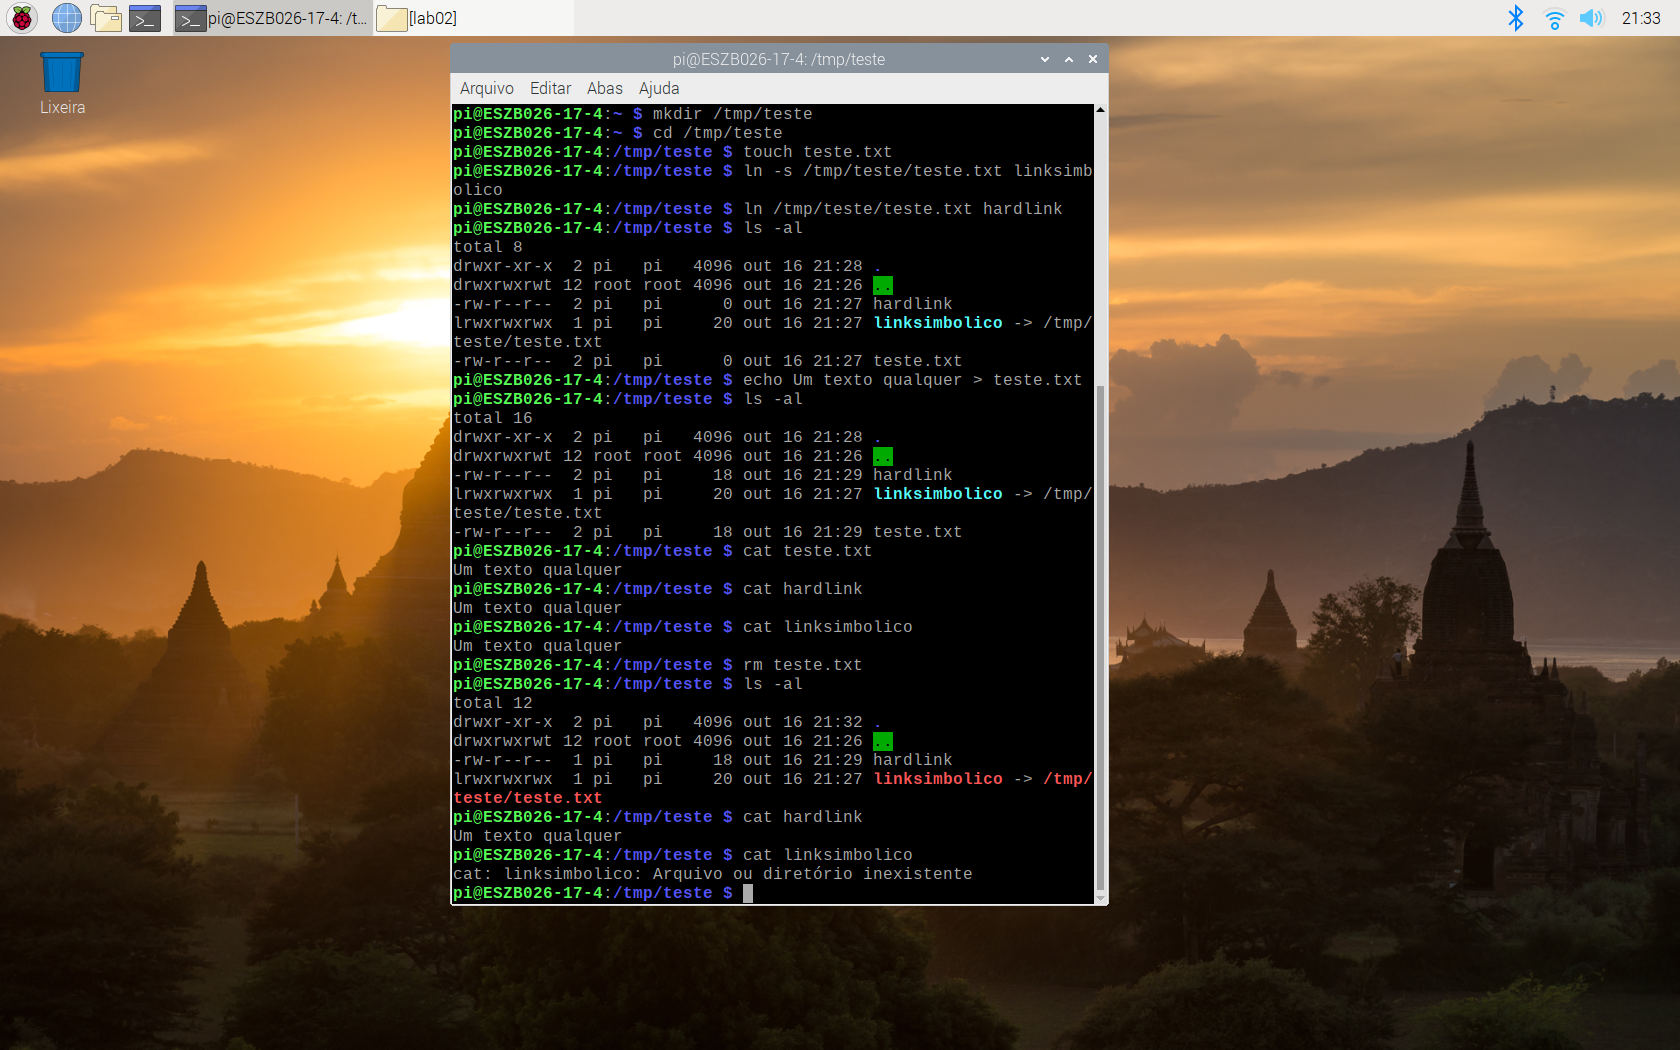 pi@ESZB026-17-4: /t...
[lab02]
21:33
Lixeira
pi@ESZB026-17-4: /tmp/teste
Arquivo Editar Abas Ajuda
pi@ESZB026-17-4:~ $ mkdir /tmp/teste
pi@ESZB026-17-4:~ $ cd /tmp/teste
pi@ESZB026-17-4:/tmp/teste $ touch teste.txt
pi@ESZB026-17-4:/tmp/teste $ ln -s /tmp/teste/teste.txt linksimb
olico
pi@ESZB026-17-4:/tmp/teste $ ln /tmp/teste/teste.txt hardlink
pi@ESZB026-17-4:/tmp/teste $ ls -al
total 8
drwxr-xr-x  2 pi   pi   4096 out 16 21:28 .
drwxrwxrwt 12 root root 4096 out 16 21:26 ..
-rw-r--r--  2 pi   pi      0 out 16 21:27 hardlink
lrwxrwxrwx  1 pi   pi     20 out 16 21:27 linksimbolico -> /tmp/
teste/teste.txt
-rw-r--r--  2 pi   pi      0 out 16 21:27 teste.txt
pi@ESZB026-17-4:/tmp/teste $ echo Um texto qualquer > teste.txt
pi@ESZB026-17-4:/tmp/teste $ ls -al
total 16
drwxr-xr-x  2 pi   pi   4096 out 16 21:28 .
drwxrwxrwt 12 root root 4096 out 16 21:26 ..
-rw-r--r--  2 pi   pi     18 out 16 21:29 hardlink
lrwxrwxrwx  1 pi   pi     20 out 16 21:27 linksimbolico -> /tmp/
teste/teste.txt
-rw-r--r--  2 pi   pi     18 out 16 21:29 teste.txt
pi@ESZB026-17-4:/tmp/teste $ cat teste.txt
Um texto qualquer
pi@ESZB026-17-4:/tmp/teste $ cat hardlink
Um texto qualquer
pi@ESZB026-17-4:/tmp/teste $ cat linksimbolico
Um texto qualquer
pi@ESZB026-17-4:/tmp/teste $ rm teste.txt
pi@ESZB026-17-4:/tmp/teste $ ls -al
total 12
drwxr-xr-x  2 pi   pi   4096 out 16 21:32 .
drwxrwxrwt 12 root root 4096 out 16 21:26 ..
-rw-r--r--  1 pi   pi     18 out 16 21:29 hardlink
lrwxrwxrwx  1 pi   pi     20 out 16 21:27 linksimbolico -> /tmp/
teste/teste.txt
pi@ESZB026-17-4:/tmp/teste $ cat hardlink
Um texto qualquer
pi@ESZB026-17-4:/tmp/teste $ cat linksimbolico
cat: linksimbolico: Arquivo ou diretório inexistente
pi@ESZB026-17-4:/tmp/teste $